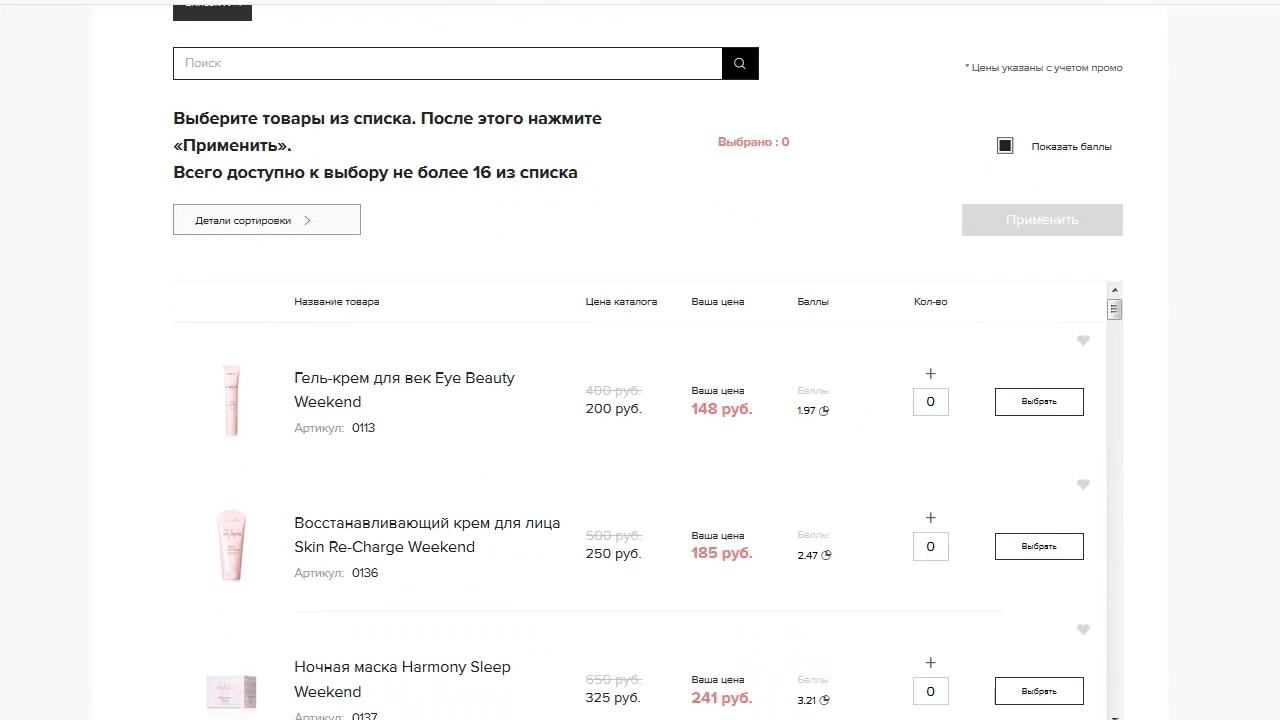 Поиск
* Цены указаны с учетом промо
Выберите товары из списка. После этого нажмите
«Применить».
Всего доступно к выбору не более 16 из списка
Выбрано : 0
Показать баллы
Детали сортировки
Применить
Название товара
Цена каталога
Ваша цена
Баллы
Кол-во
Гель-крем для век Eye Beauty
Weekend
Артикул: 0113
400 руб.
200 руб.
Ваша цена
148 руб.
Баллы
1.97
+
0
Выбрать
Восстанавливающий крем для лица
Skin Re-Charge Weekend
Артикул: 0136
500 руб.
250 руб.
Ваша цена
185 руб.
Баллы
2.47
+
0
Выбрать
Ночная маска Harmony Sleep
Weekend
Артикул: 0137
650 руб.
325 руб.
Ваша цена
241 руб.
Баллы
3.21
+
0
Выбрать